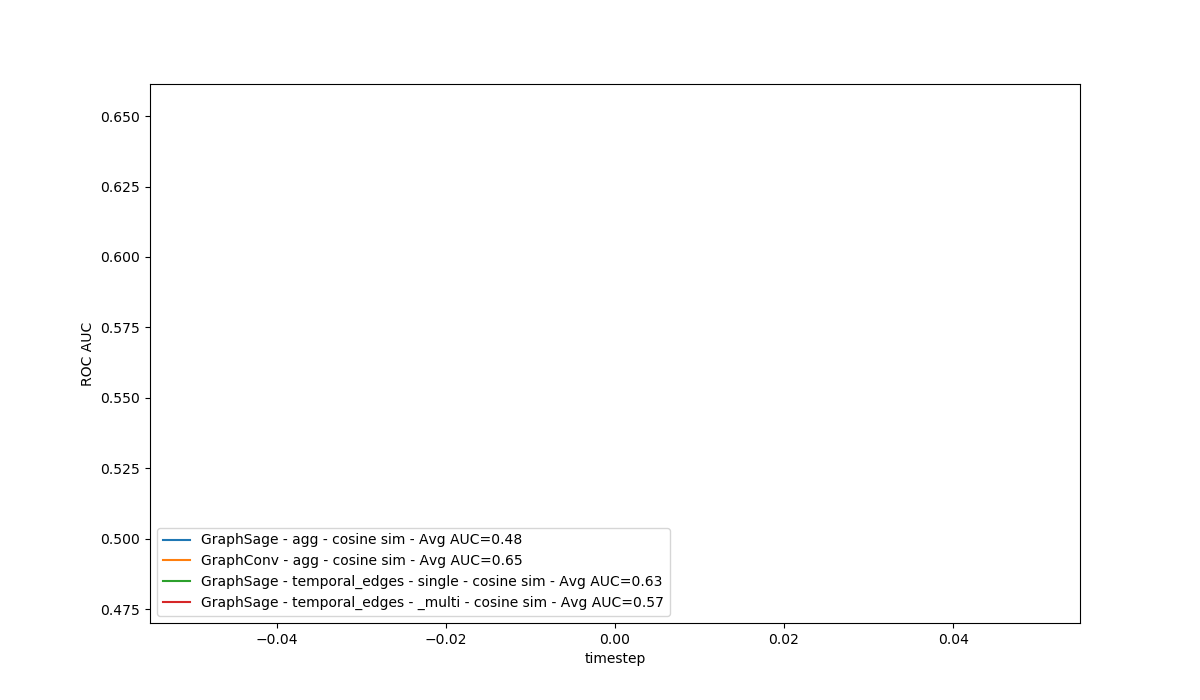 0.650
0.625
0.600
0.575
0.550
0.525
0.500
0.475
ROC AUC
GraphSage - agg - cosine sim - Avg AUC=0.48
GraphConv - agg - cosine sim - Avg AUC=0.65
GraphSage - temporal_edges - single - cosine sim - Avg AUC=0.63
GraphSage - temporal_edges - _multi - cosine sim - Avg AUC=0.57
−0.04 −0.02 0.00 0.02 0.04
timestep